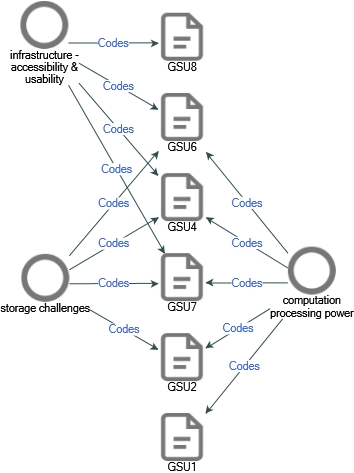 Codes
infrastructure -
accessibility &
usability
GSU8
Codes
Codes
GSU6
Codes
Codes
Codes
GSU4
Codes
Codes
storage challenges
Codes
Codes
computation
processing power
GSU7
Codes
Codes
GSU2
Codes
GSU1